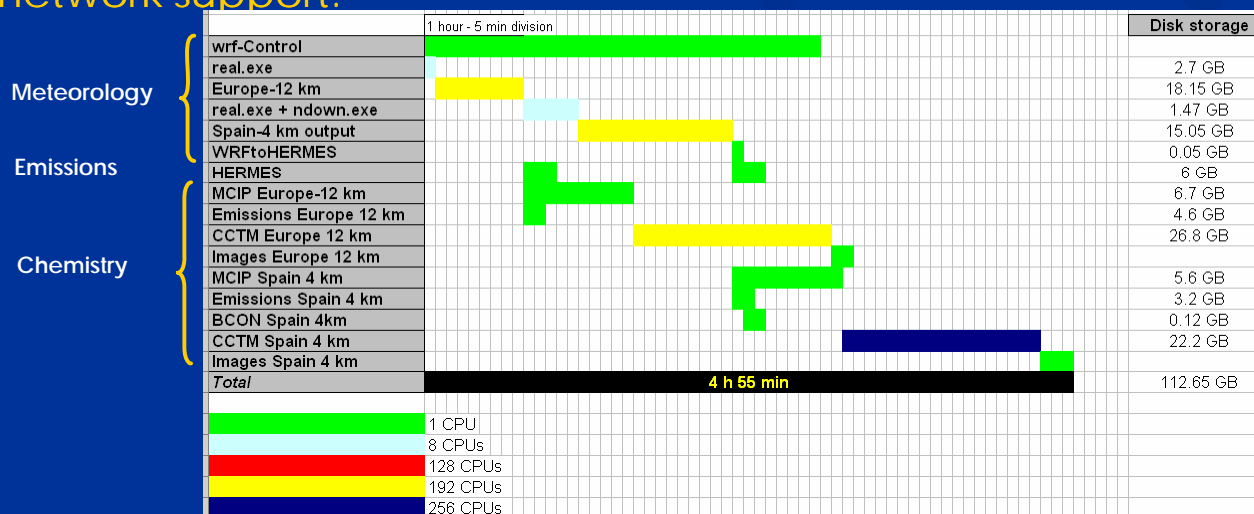 network support:
1 hour - 5 min division Disk storage
wrf-Control
real.exe 2.7 GB
Meteorology
Europe-12 km 18.15 GB
real.exe + ndown.exe 1.47 GB
Spain-4 km output 15.05 GB
WRFtoHERMES 0.05 GB
Emissions
HERMES 6 GB
MCIP Europe-12 km 6.7 GB
Emissions Europe 12 km 4.6 GB
CCTM Europe 12 km 26.8 GB
Chemistry
Images Europe 12 km
MCIP Spain 4 km 5.6 GB
Emissions Spain 4 km 3.2 GB
BCON Spain 4km 0.12 GB
CCTM Spain 4 km 22.2 GB
Images Spain 4 km
Total 4 h 55 min 112.65 GB
1 CPU
8 CPUs
128 CPUs
192 CPUs
256 CPUs